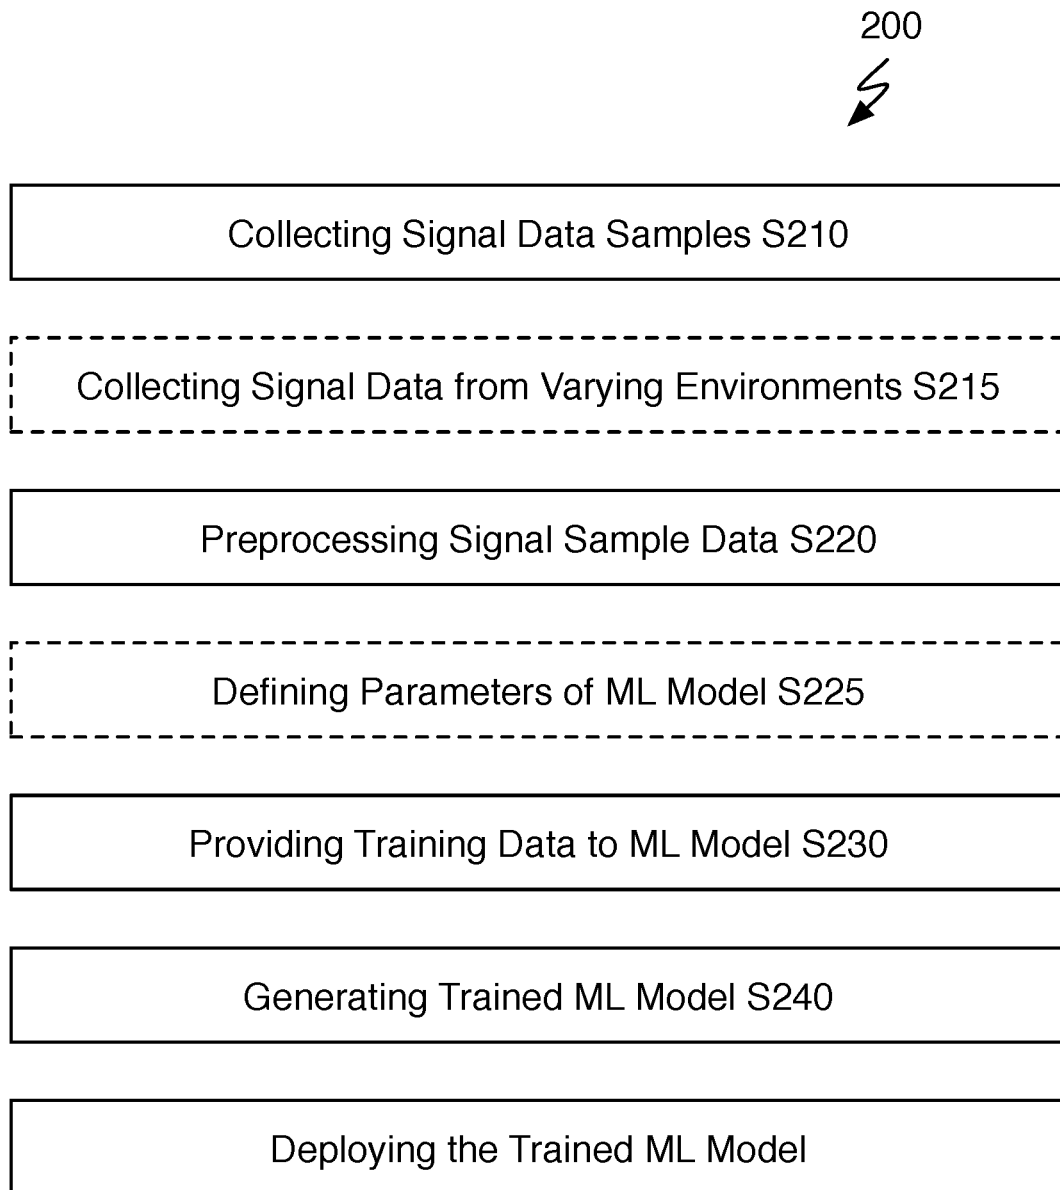 200
Collecting Signal Data Samples S210
Collecting Signal Data from Varying Environments S215
Preprocessing Signal Sample Data S220
Defining Parameters of ML Model S225
Providing Training Data to ML Model S230
Generating Trained ML Model S240
Deploying the Trained ML Model